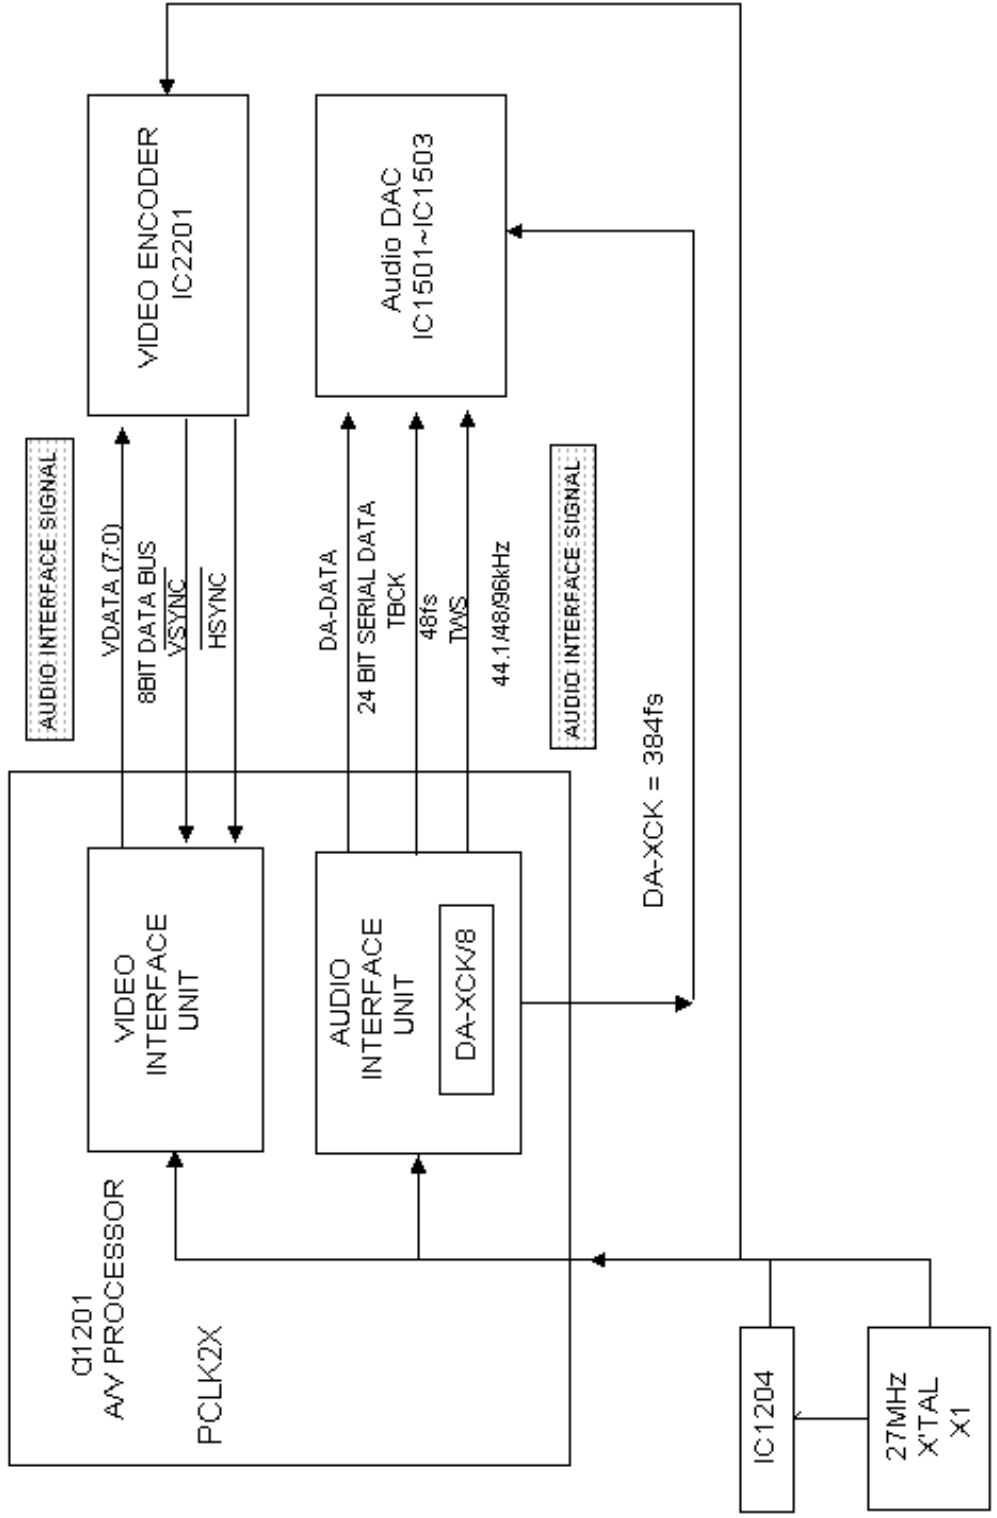 Q1201
A/V PROCESSOR
PCLK2X
VIDEO
INTERFACE
UNIT
AUDIO
INTERFACE
UNIT
DA-XCK/8
AUDIO INTERFACE SIGNAL
VDATA (7:0)
8BIT DATA BUS
VSYNC
HSYNC
DA-DATA
24 BIT SERIAL DATA
TBCK
48fs
TWS
44.1/48/96kHz
AUDIO INTERFACE SIGNAL
VIDEO ENCODER
IC2201
Audio DAC
IC1501~IC1503
DA-XCK = 384fs
IC1204
27MHz
X'TAL
X1